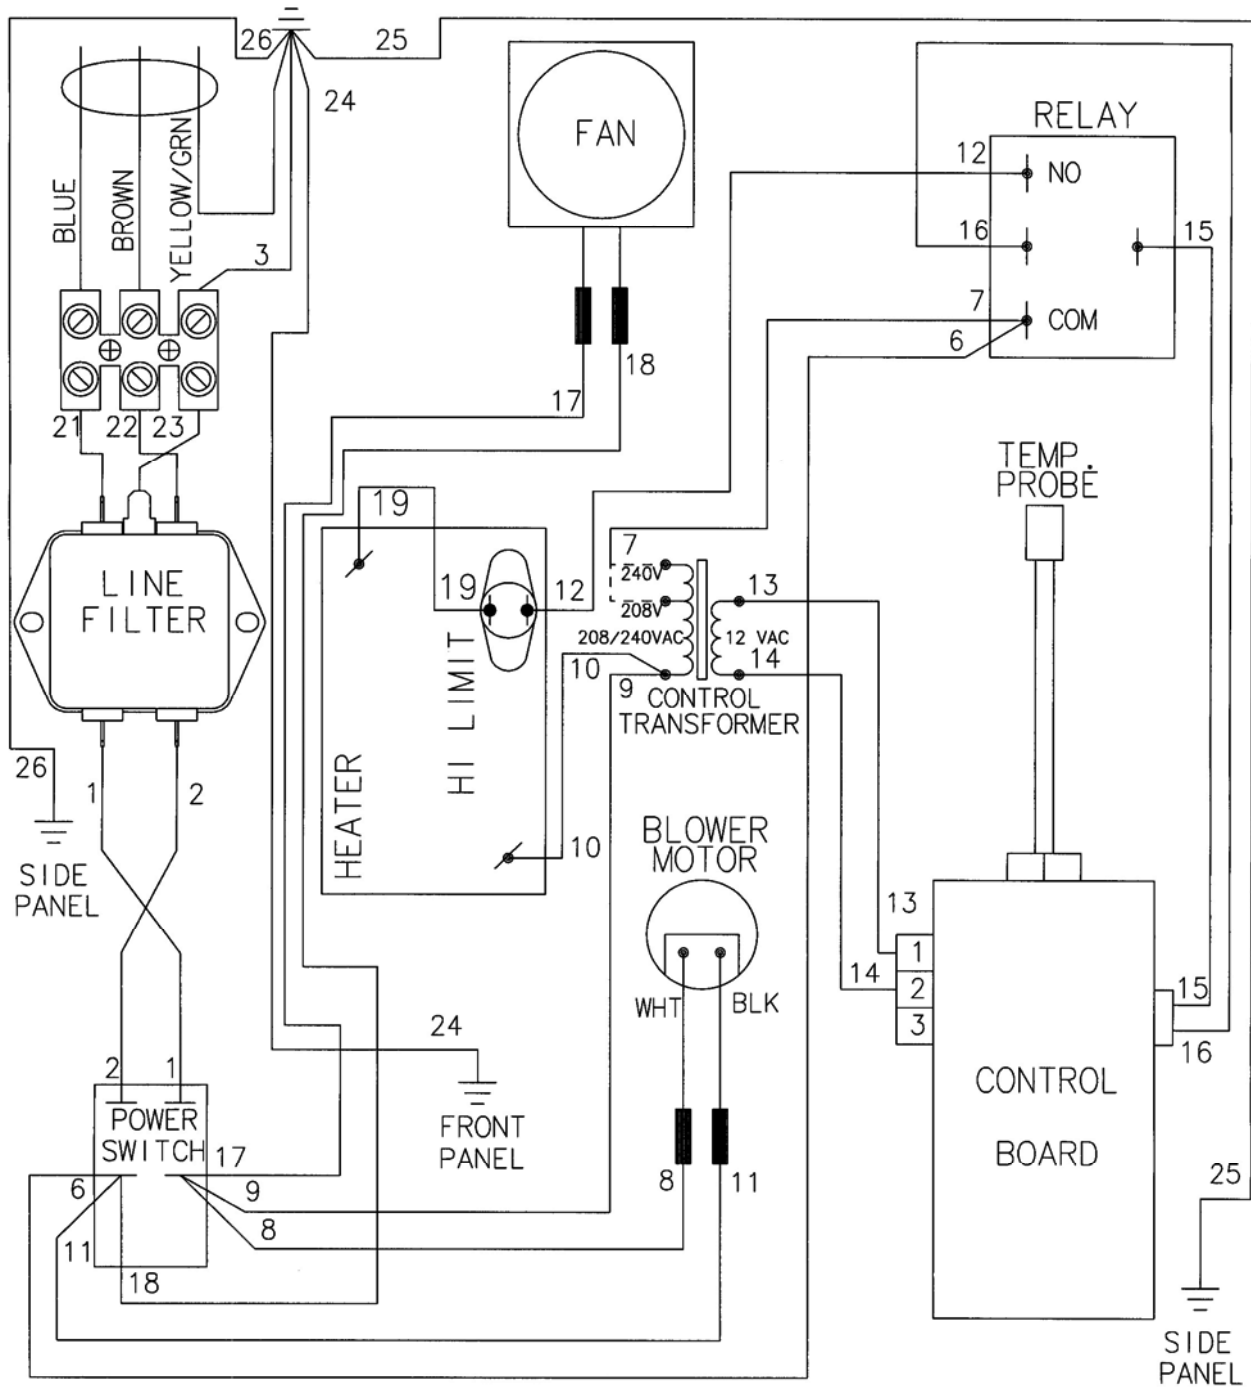 26
25
24
FAN
RELAY
12
NO
16
15
7
COM
6
BLUE
BROWN
YELLOW/GRN
3
18
17
21
22
23
TEMP.
PROBE
19
LINE
FILTER
7
240V
208V
208/240VAC
12 VAC
13
14
19
12
10
9
CONTROL
TRANSFORMER
HI LIMIT
HEATER
26
1
2
SIDE
PANEL
BLOWER
MOTOR
10
13
1
14
2
3
WHT
BLK
15
16
24
2
1
POWER
SWITCH
FRONT
PANEL
CONTROL
BOARD
17
6
9
8
11
8
11
18
25
SIDE
PANEL